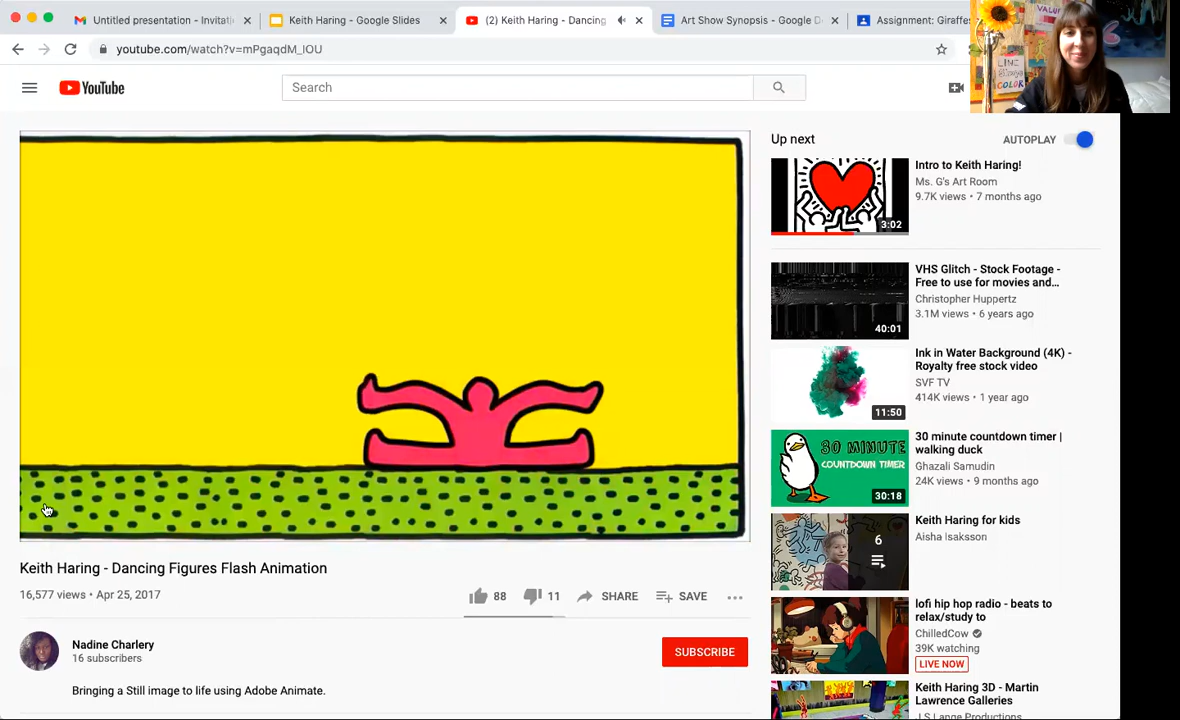 Untitled presentation - Invitati
Keith Haring - Google Slides
(2) Keith Haring - Dancing
Art Show Synopsis - Google D
Assignment: Giraffes
youtube.com/watch?v=mPgaqdM_IOU
VALUE
LINE
COLOR
YouTube
Search
Up next
AUTOPLAY
3:02
Intro to Keith Haring!
Ms. G's Art Room
9.7K views • 7 months ago
40:01
VHS Glitch - Stock Footage -
Free to use for movies and...
Christopher Huppertz
3.1M views • 6 years ago
11:50
Ink in Water Background (4K) -
Royalty free stock video
SVF TV
414K views • 1 year ago
30 MINUTE
COUNTDOWN TIMER
30:18
30 minute countdown timer |
walking duck
Ghazali Samudin
24K views • 9 months ago
6
Keith Haring for kids
Aisha Isaksson
lofi hip hop radio - beats to
relax/study to
ChilledCow
39K watching
LIVE NOW
Keith Haring 3D - Martin
Lawrence Galleries
J.S Lange Productions
Keith Haring - Dancing Figures Flash Animation
16,577 views • Apr 25, 2017
88
11
SHARE
SAVE
Nadine Charlery
16 subscribers
SUBSCRIBE
Bringing a Still image to life using Adobe Animate.